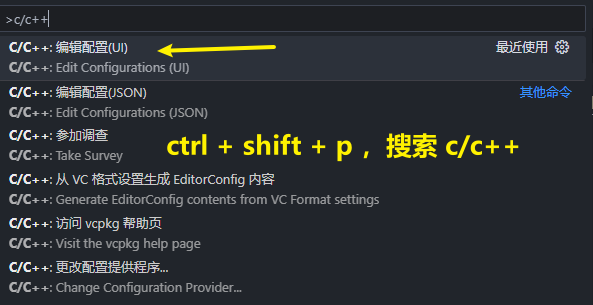 >c/c++
C/C++: 编辑配置(UI)
最近使用
C/C++: Edit Configurations (UI)
C/C++: 编辑配置(JSON)
其他命令
C/C++: Edit Configurations (JSON)
C/C++: 参加调查
C/C++: Take Survey
ctrl + shift + p ，搜索 c/c++
C/C++: 从 VC 格式设置生成 EditorConfig 内容
C/C++: Generate EditorConfig contents from VC Format settings
C/C++: 访问 vcpkg 帮助页
C/C++: Visit the vcpkg help page
C/C++: 更改配置提供程序...
C/C++: Change Configuration Provider...